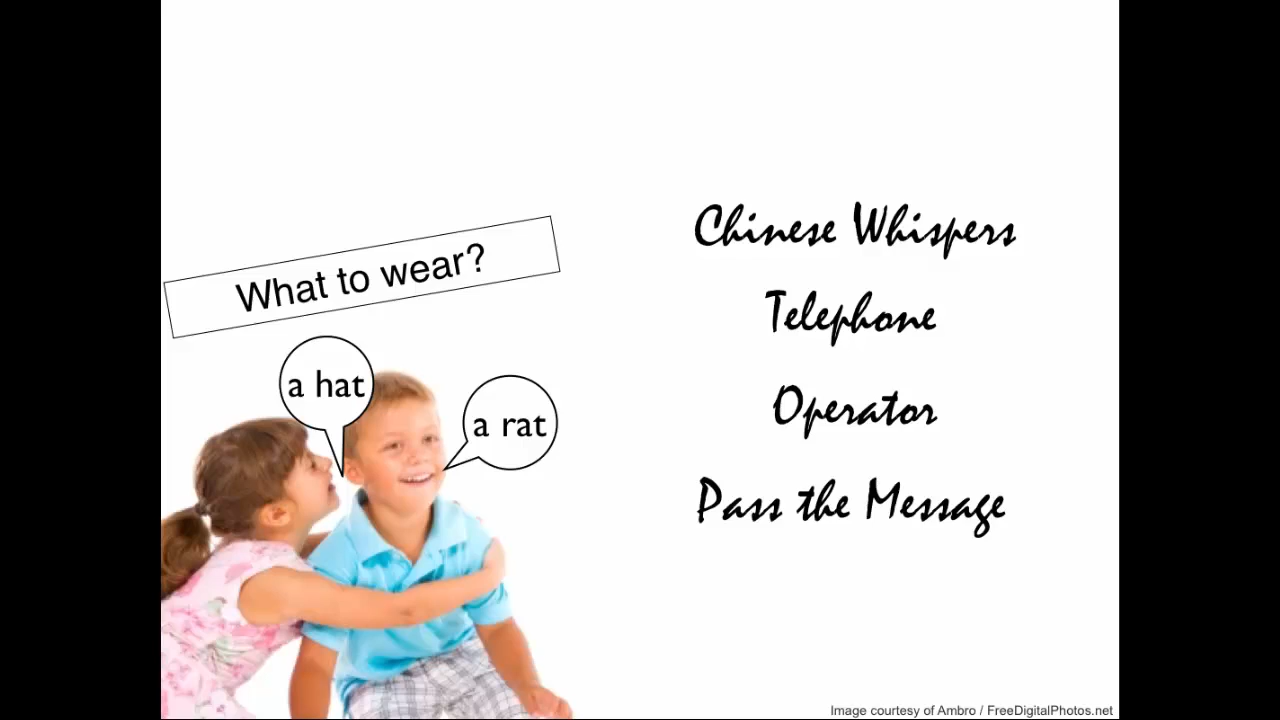 What to wear?
a hat
a rat
Chinese Whispers
Telephone
Operator
Pass the Message
Image courtesy of Ambro / FreeDigitalPhotos.net